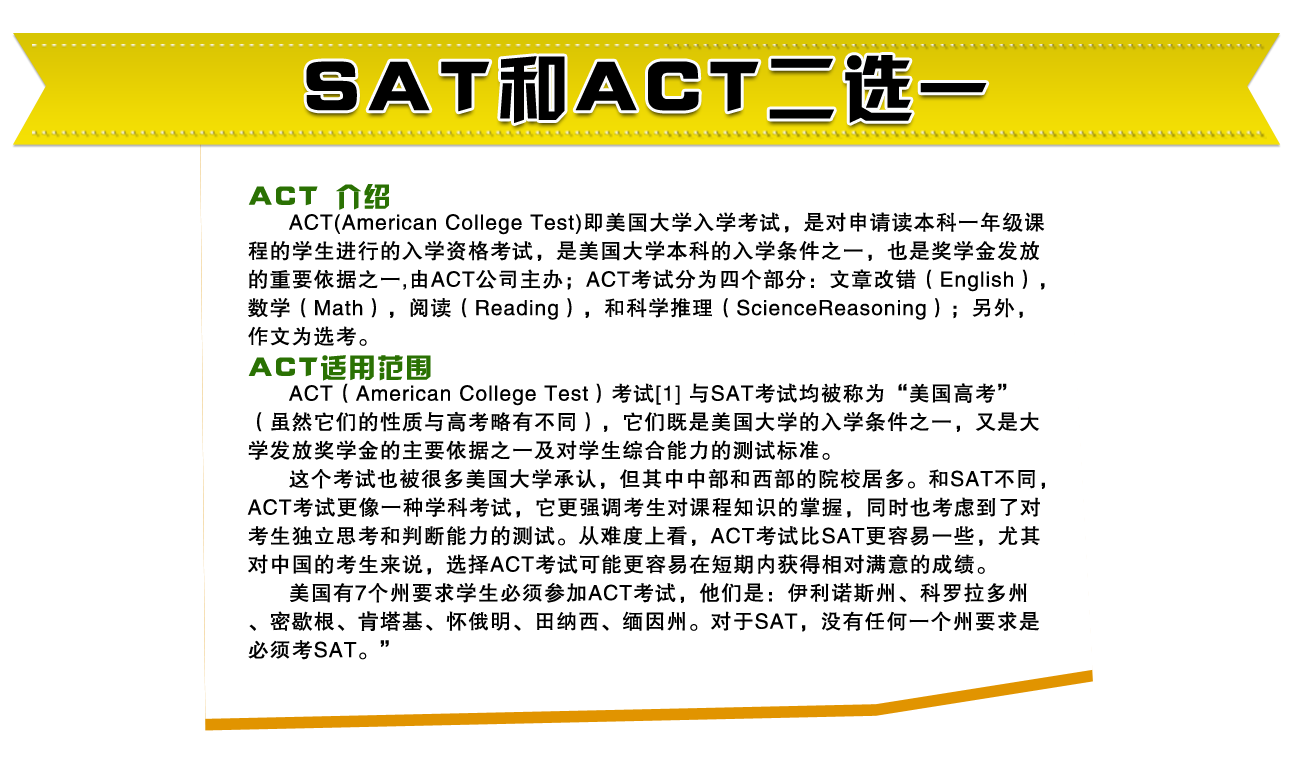 SAT和ACT二选一
ACT 介绍
ACT(American College Test)即美国大学入学考试，是对申请读本科一年级课
程的学生进行的入学资格考试，是美国大学本科的入学条件之一，也是奖学金发放
的重要依据之一,由ACT公司主办；ACT考试分为四个部分：文章改错（English），
数学（Math），阅读（Reading），和科学推理（ScienceReasoning）；另外，
作文为选考。
ACT适用范围
ACT（American College Test）考试[1] 与SAT考试均被称为“美国高考”
（虽然它们的性质与高考略有不同），它们既是美国大学的入学条件之一，又是大
学发放奖学金的主要依据之一及对学生综合能力的测试标准。
这个考试也被很多美国大学承认，但其中中部和西部的院校居多。和SAT不同，
ACT考试更像一种学科考试，它更强调考生对课程知识的掌握，同时也考虑到了对
考生独立思考和判断能力的测试。从难度上看，ACT考试比SAT更容易一些，尤其
对中国的考生来说，选择ACT考试可能更容易在短期内获得相对满意的成绩。
美国有7个州要求学生必须参加ACT考试，他们是：伊利诺斯州、科罗拉多州
、密歇根、肯塔基、怀俄明、田纳西、缅因州。对于SAT，没有任何一个州要求是
必须考SAT。”